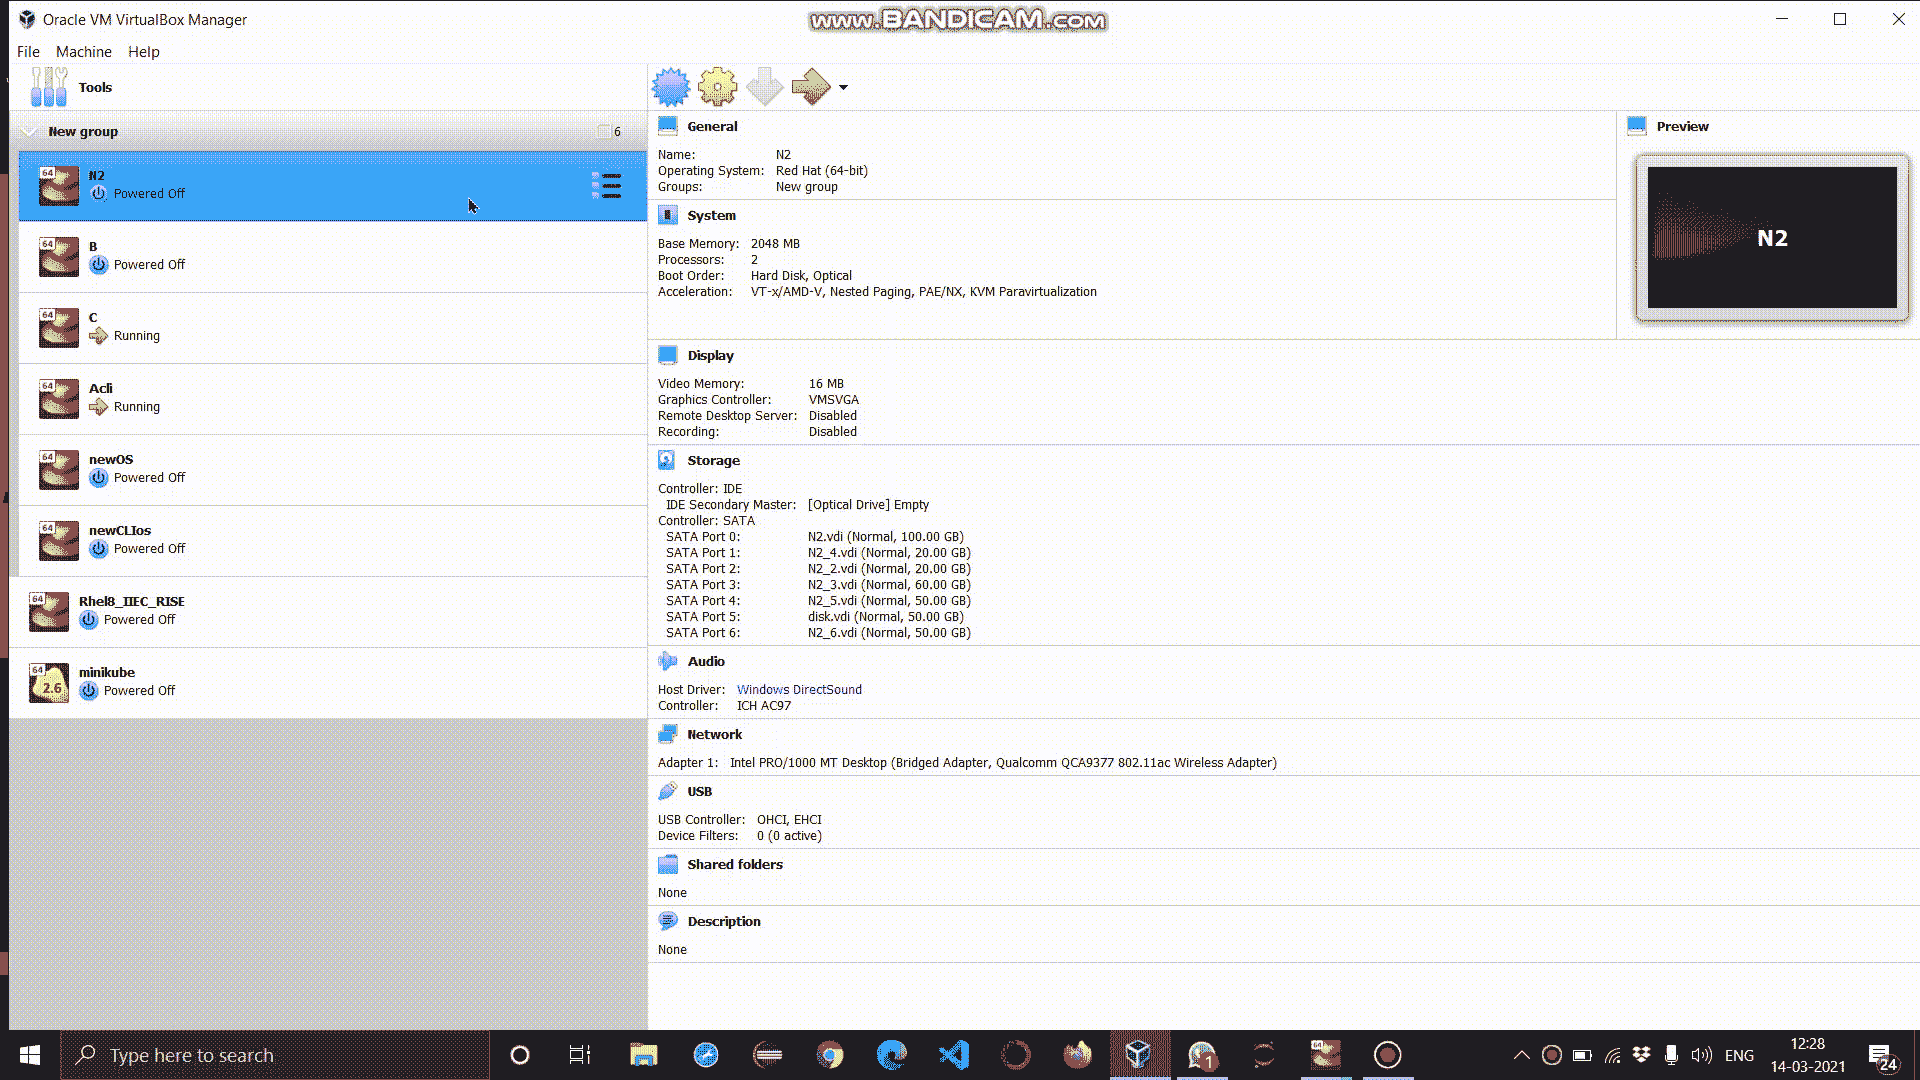 Oracle VM VirtualBox Manager
www.BANDICAM.com
File Machine Help
Tools
New group 6
64 N2
Powered Off
64 B
Powered Off
64 C
Running
64 Acli
Running
64 newOS
Powered Off
64 newCLIos
Powered Off
64 Rhel8_IIEC_RISE
Powered Off
64 2.6 minikube
Powered Off
General
Name: N2
Operating System: Red Hat (64-bit)
Groups: New group
System
Base Memory: 2048 MB
Processors: 2
Boot Order: Hard Disk, Optical
Acceleration: VT-x/AMD-V, Nested Paging, PAE/NX, KVM Paravirtualization
Preview
N2
Display
Video Memory: 16 MB
Graphics Controller: VMSVGA
Remote Desktop Server: Disabled
Recording: Disabled
Storage
Controller: IDE
IDE Secondary Master: [Optical Drive] Empty
Controller: SATA
SATA Port 0: N2.vdi (Normal, 100.00 GB)
SATA Port 1: N2_4.vdi (Normal, 20.00 GB)
SATA Port 2: N2_2.vdi (Normal, 20.00 GB)
SATA Port 3: N2_3.vdi (Normal, 60.00 GB)
SATA Port 4: N2_5.vdi (Normal, 50.00 GB)
SATA Port 5: disk.vdi (Normal, 50.00 GB)
SATA Port 6: N2_6.vdi (Normal, 50.00 GB)
Audio
Host Driver: Windows DirectSound
Controller: ICH AC97
Network
Adapter 1: Intel PRO/1000 MT Desktop (Bridged Adapter, Qualcomm QCA9377 802.11ac Wireless Adapter)
USB
USB Controller: OHCI, EHCI
Device Filters: 0 (0 active)
Shared folders
None
Description
None
Type here to search
1
64
ENG
12:28
14-03-2021
24